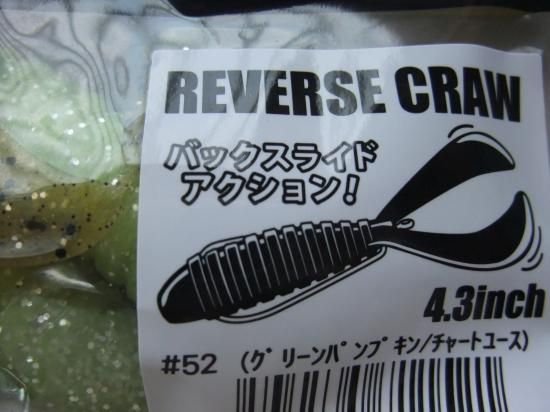 REVERSE CRAW
バックスライド
アクション!
4.3inch
#52 (グリーンパンプキン/チャートユース)